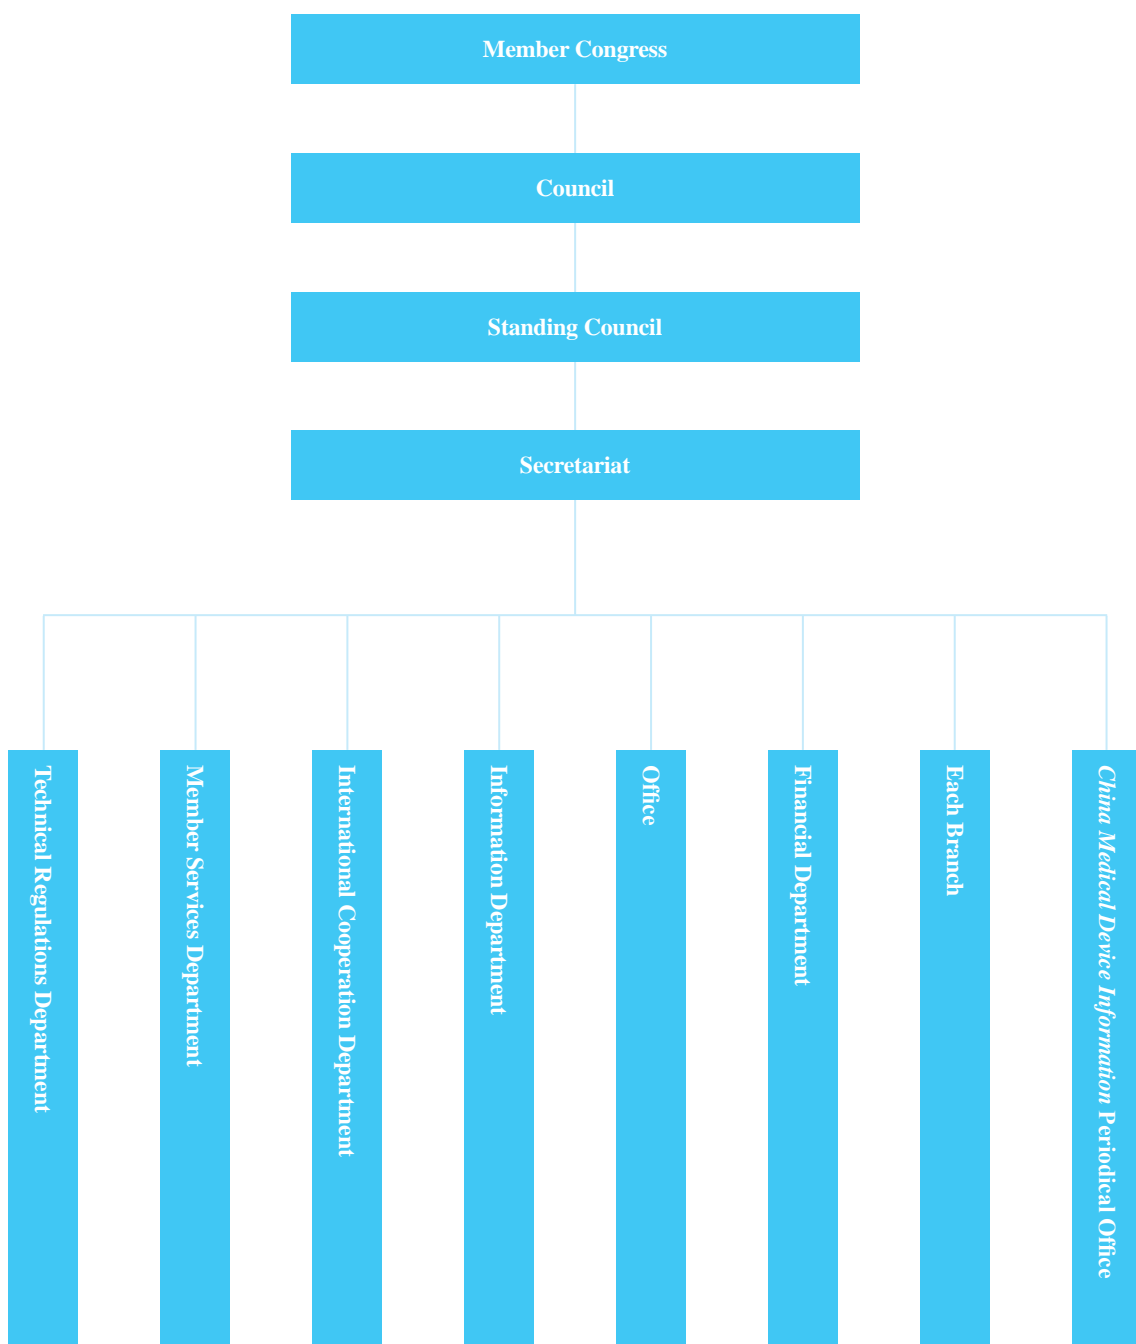 Member Congress
Council
Standing Council
Secretariat
Technical Regulations Department
Member Services Department
International Cooperation Department
Information Department
Office
Financial Department
Each Branch
China Medical Device Information Periodical Office